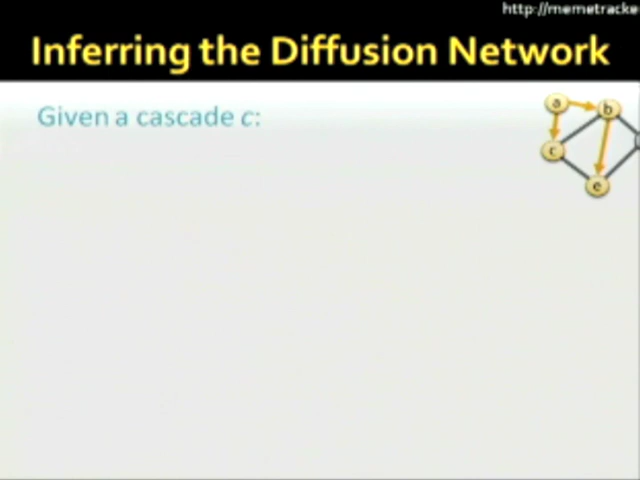 http://memetracke
Inferring the Diffusion Network
Given a cascade c:
a
b
c
e